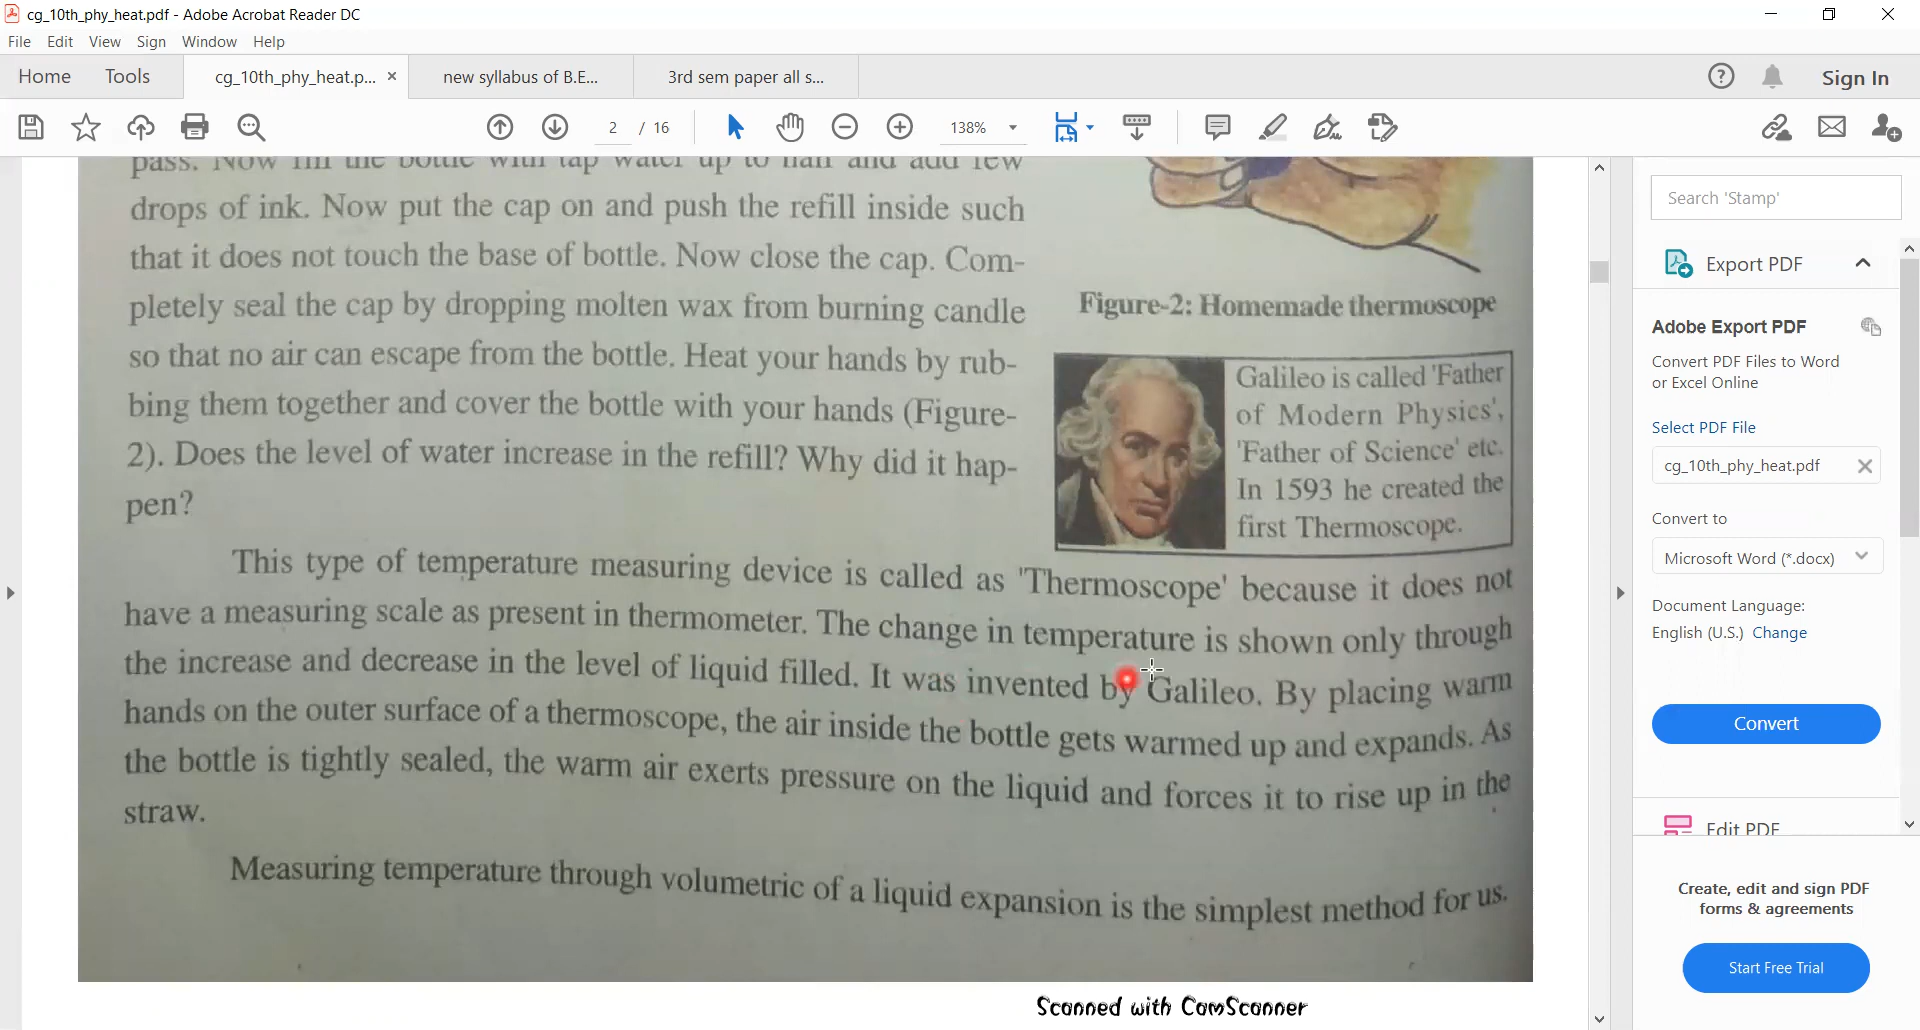 cg_10th_phy_heat.pdf - Adobe Acrobat Reader DC
File Edit View Sign Window Help
Home Tools cg_10th_phy_heat.p... × new syllabus of B.E... 3rd sem paper all s... Sign In
2 / 16 138%
pass. Now fill the bottle with tap water up to half and add few
drops of ink. Now put the cap on and push the refill inside such
that it does not touch the base of bottle. Now close the cap. Com-
pletely seal the cap by dropping molten wax from burning candle
so that no air can escape from the bottle. Heat your hands by rub-
bing them together and cover the bottle with your hands (Figure-
2). Does the level of water increase in the refill? Why did it hap-
pen?
Figure-2: Homemade thermoscope
Galileo is called 'Father
of Modern Physics',
'Father of Science' etc.
In 1593 he created the
first Thermoscope.
This type of temperature measuring device is called as 'Thermoscope' because it does not
have a measuring scale as present in thermometer. The change in temperature is shown only through
the increase and decrease in the level of liquid filled. It was invented by Galileo. By placing warm
hands on the outer surface of a thermoscope, the air inside the bottle gets warmed up and expands. As
the bottle is tightly sealed, the warm air exerts pressure on the liquid and forces it to rise up in the
straw.
Measuring temperature through volumetric of a liquid expansion is the simplest method for us.
Scanned with CamScanner
Search 'Stamp'
Export PDF
Adobe Export PDF
Convert PDF Files to Word
or Excel Online
Select PDF File
cg_10th_phy_heat.pdf
Convert to
Microsoft Word (*.docx)
Document Language:
English (U.S.) Change
Convert
Edit PDF
Create, edit and sign PDF
forms & agreements
Start Free Trial